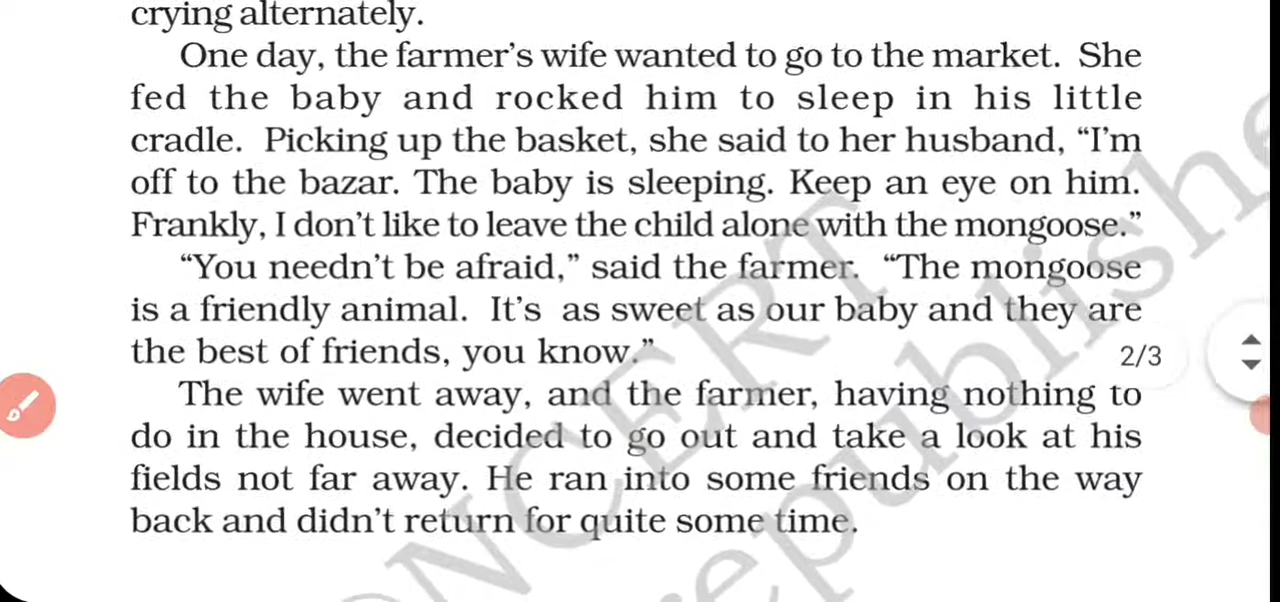 crying alternately.
One day, the farmer’s wife wanted to go to the market. She
fed the baby and rocked him to sleep in his little
cradle. Picking up the basket, she said to her husband, “I’m
off to the bazar. The baby is sleeping. Keep an eye on him.
Frankly, I don’t like to leave the child alone with the mongoose.”
“You needn’t be afraid,” said the farmer. “The mongoose
is a friendly animal. It’s as sweet as our baby and they are
the best of friends, you know.”
2/3
The wife went away, and the farmer, having nothing to
do in the house, decided to go out and take a look at his
fields not far away. He ran into some friends on the way
back and didn’t return for quite some time.
NCERT
republishe